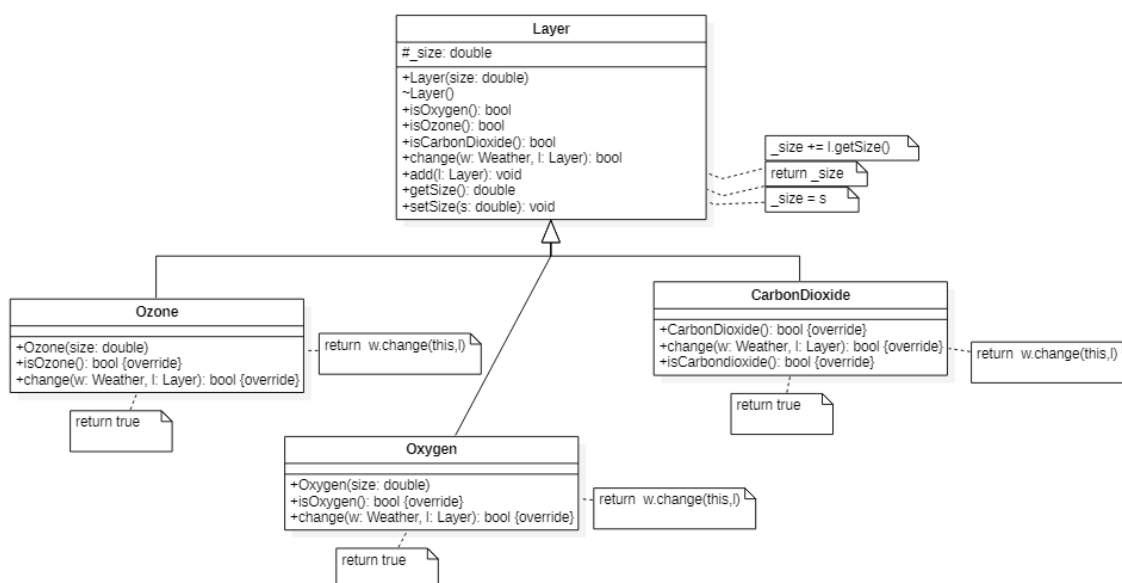 Layer
#_size: double
+Layer(size: double)
~Layer()
+isOxygen(): bool
+isOzone(): bool
+isCarbonDioxide(): bool
+change(w: Weather, l: Layer): bool
+add(l: Layer): void
+getSize(): double
+setSize(s: double): void
_size += l.getSize()
return _size
_size = s
Ozone
+Ozone(size: double)
+isOzone(): bool {override}
+change(w: Weather, l: Layer): bool {override}
return  w.change(this,l)
return true
CarbonDioxide
+CarbonDioxide(): bool {override}
+change(w: Weather, l: Layer): bool {override}
+isCarbondioxide(): bool {override}
return  w.change(this,l)
return true
Oxygen
+Oxygen(size: double)
+isOxygen(): bool {override}
+change(w: Weather, l: Layer): bool {override}
return  w.change(this,l)
return true